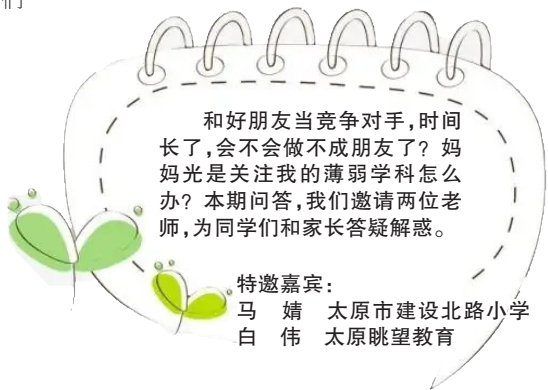 和好朋友当竞争对手,时间
长了,会不会做不成朋友了? 妈
妈光是关注我的薄弱学科怎么
办? 本期问答,我们邀请两位老
师,为同学们和家长答疑解惑。
特邀嘉宾:
马 婧 太原市建设北路小学
白 伟 太原眺望教育